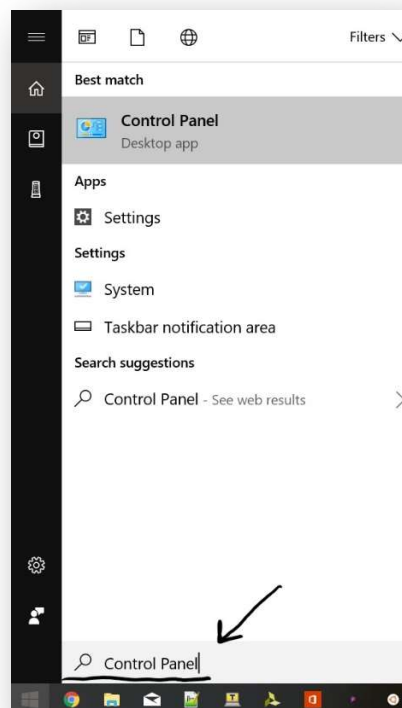 Filters
Best match
Control Panel
Desktop app
Apps
Settings
Settings
System
Taskbar notification area
Search suggestions
Control Panel - See web results
Control Panel